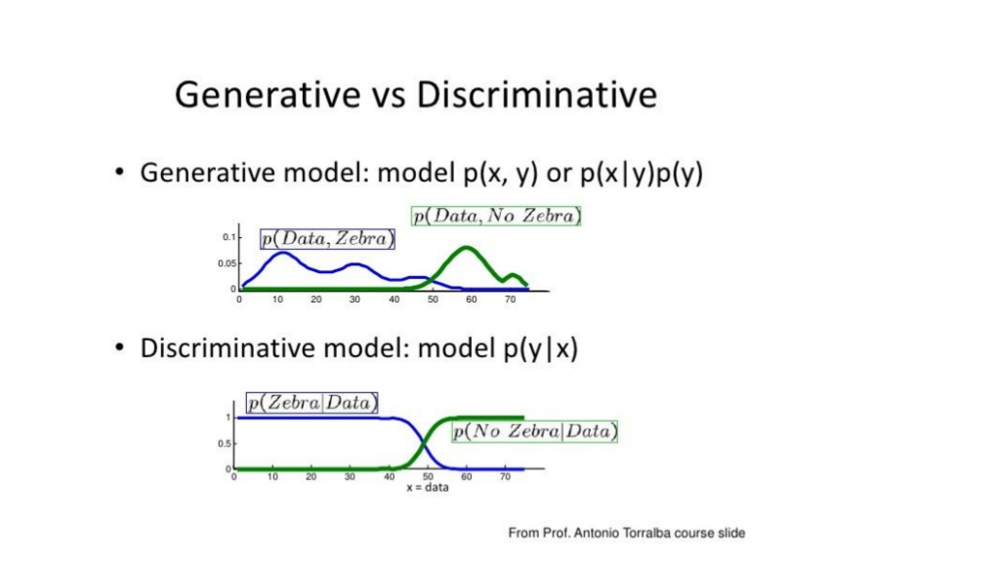 Generative vs Discriminative
• Generative model: model p(x, y) or p(x|y)p(y)
p(Data, No Zebra)
p(Data, Zebra)
0.1
0.05
0
0 10 20 30 40 50 60 70
• Discriminative model: model p(y|x)
p(Zebra|Data)
1
p(No Zebra|Data)
0.5
0
0 10 20 30 40 50 60 70
x = data
From Prof. Antonio Torralba course slide